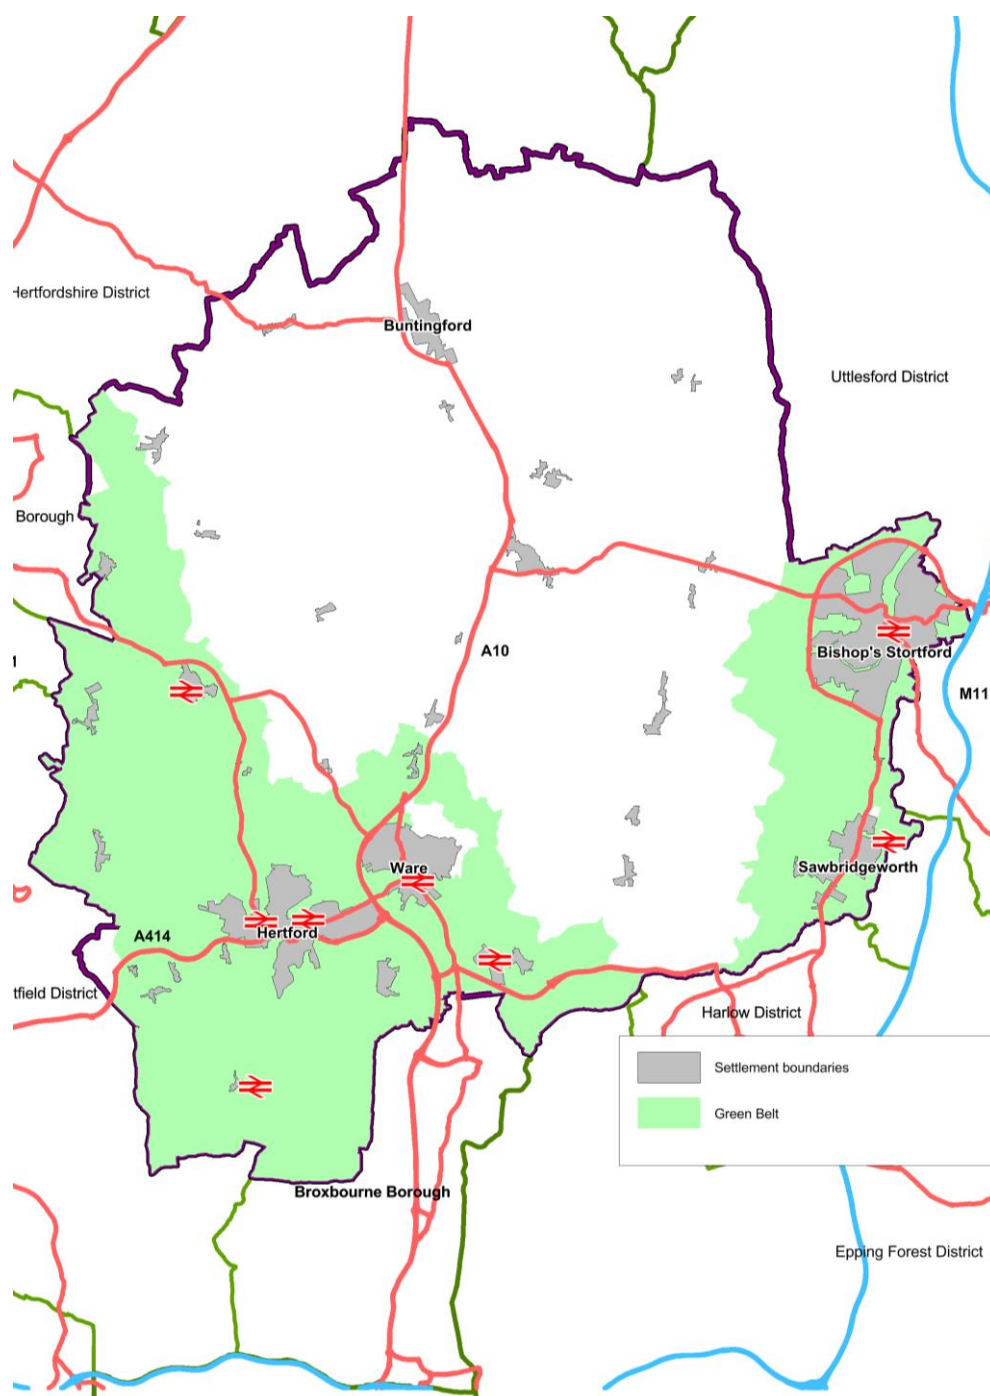 Hertfordshire District
Buntingford
Uttlesford District
Borough
A10
Bishop's Stortford
M11
Ware
Sawbridgeworth
A414
Hertford
tfield District
Harlow District
Settlement boundaries
Green Belt
Broxbourne Borough
Epping Forest District